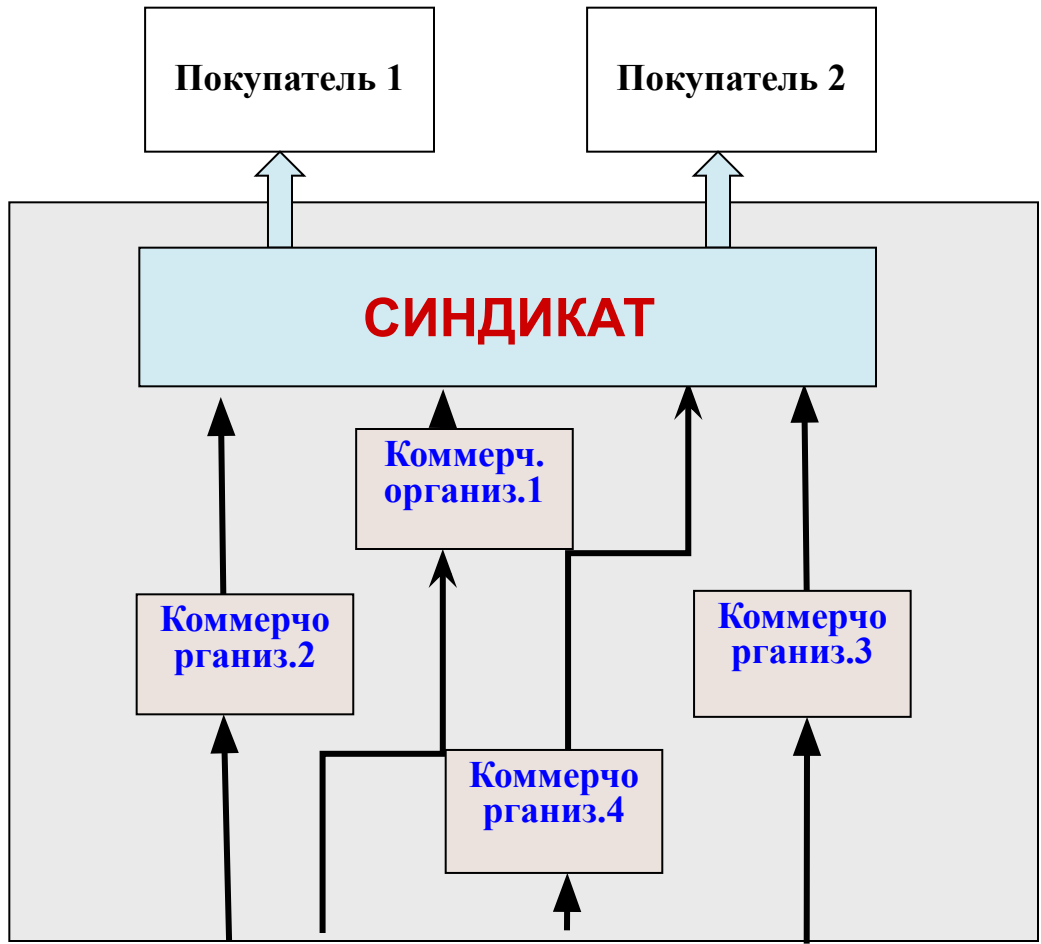 Покупатель 1
Покупатель 2
СИНДИКАТ
Коммерч.
организ.1
Коммерчо
рганиз.2
Коммерчо
рганиз.3
Коммерчо
рганиз.4